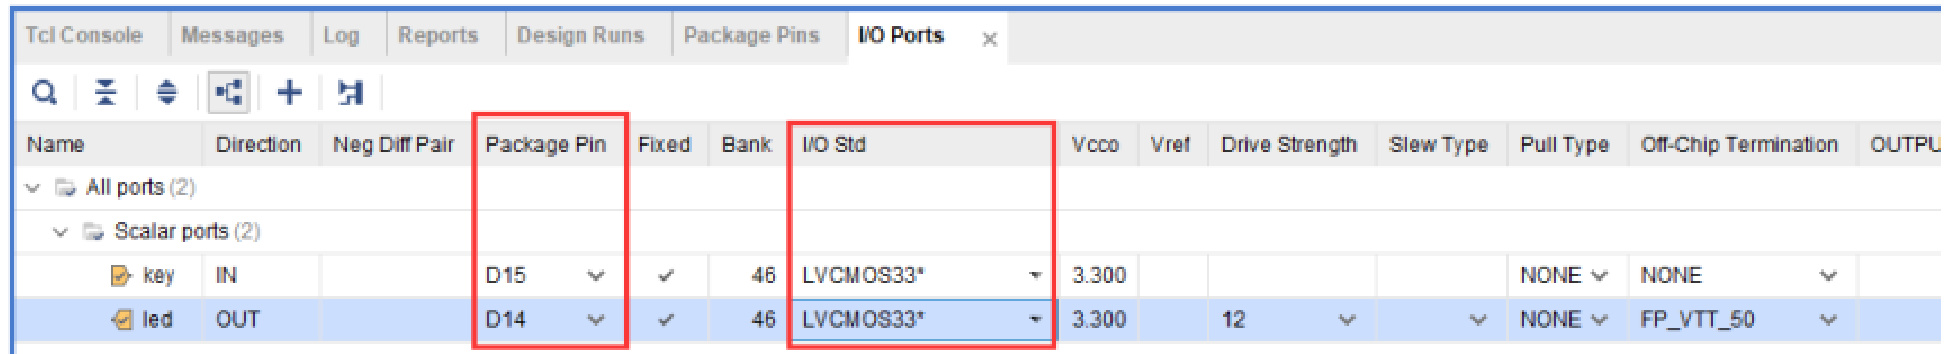 Tcl Console Messages Log Reports Design Runs Package Pins I/O Ports
Name Direction Neg Diff Pair Package Pin Fixed Bank I/O Std Vcco Vref Drive Strength Slew Type Pull Type Off-Chip Termination OUTPU
All ports (2)
Scalar ports (2)
key IN D15 46 LVCMOS33* 3.300 NONE NONE
led OUT D14 46 LVCMOS33* 3.300 12 NONE FP_VTT_50